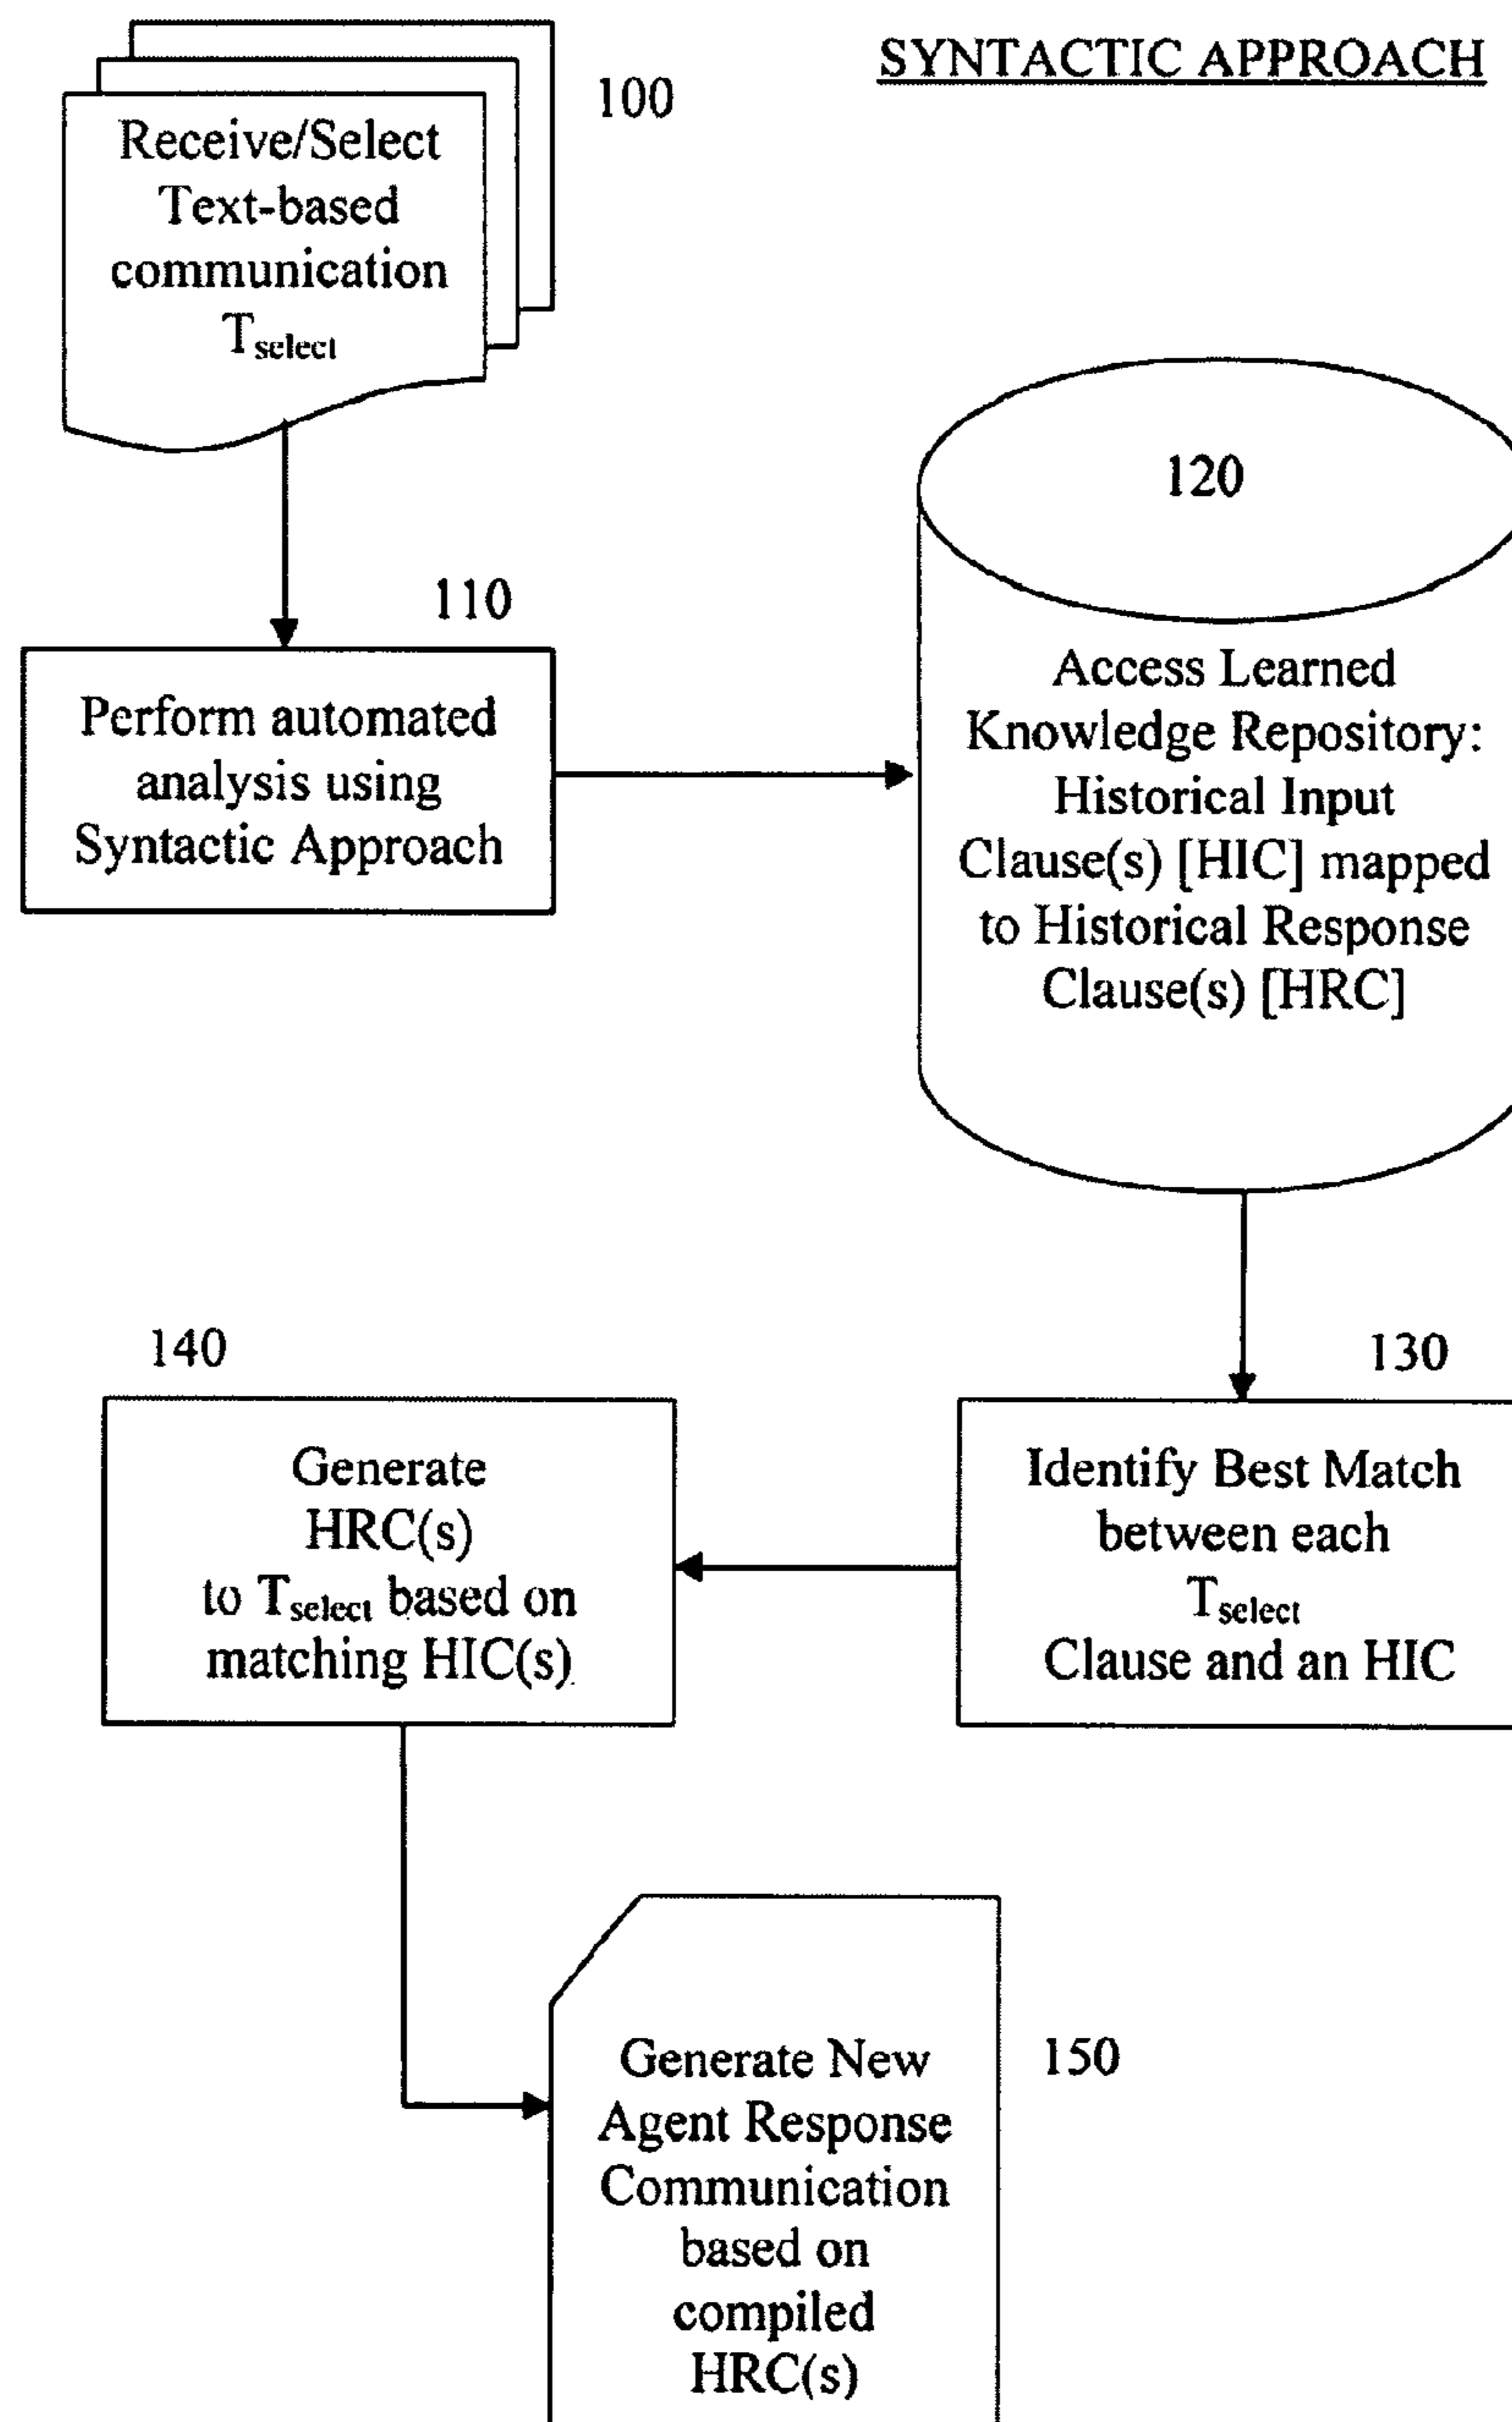 SYNTACTIC APPROACH
100
Receive/Select
Text-based
communication
Tselect
110
Perform automated
analysis using
Syntactic Approach
120
Access Learned
Knowledge Repository:
Historical Input
Clause(s) [HIC] mapped
to Historical Response
Clause(s) [HRC]
130
Identify Best Match
between each
Tselect
Clause and an HIC
140
Generate
HRC(s)
to Tselect based on
matching HIC(s)
150
Generate New
Agent Response
Communication
based on
compiled
HRC(s)